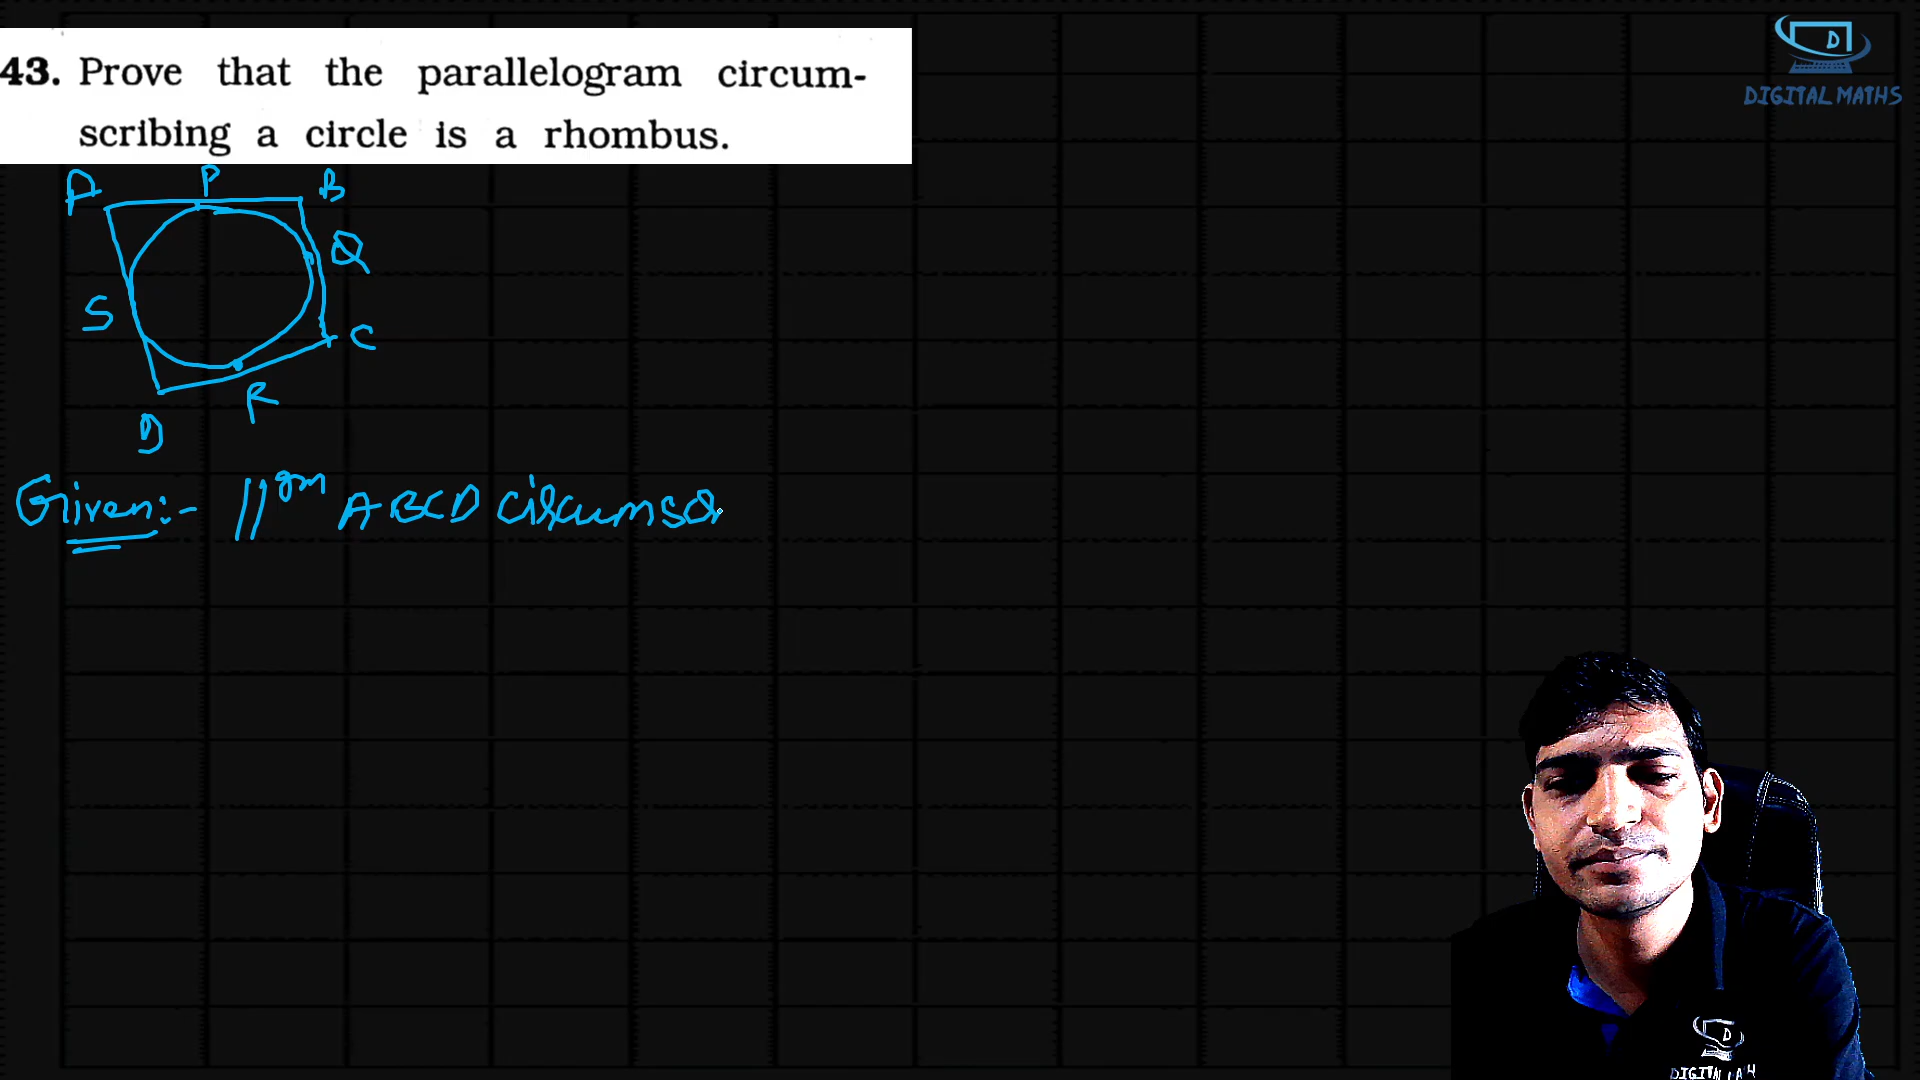 43. Prove that the parallelogram circum-
scribing a circle is a rhombus.
DIGITAL MATHS
A P B
Q
S
C
R
D
Given:- ||gm ABCD circumscr
D